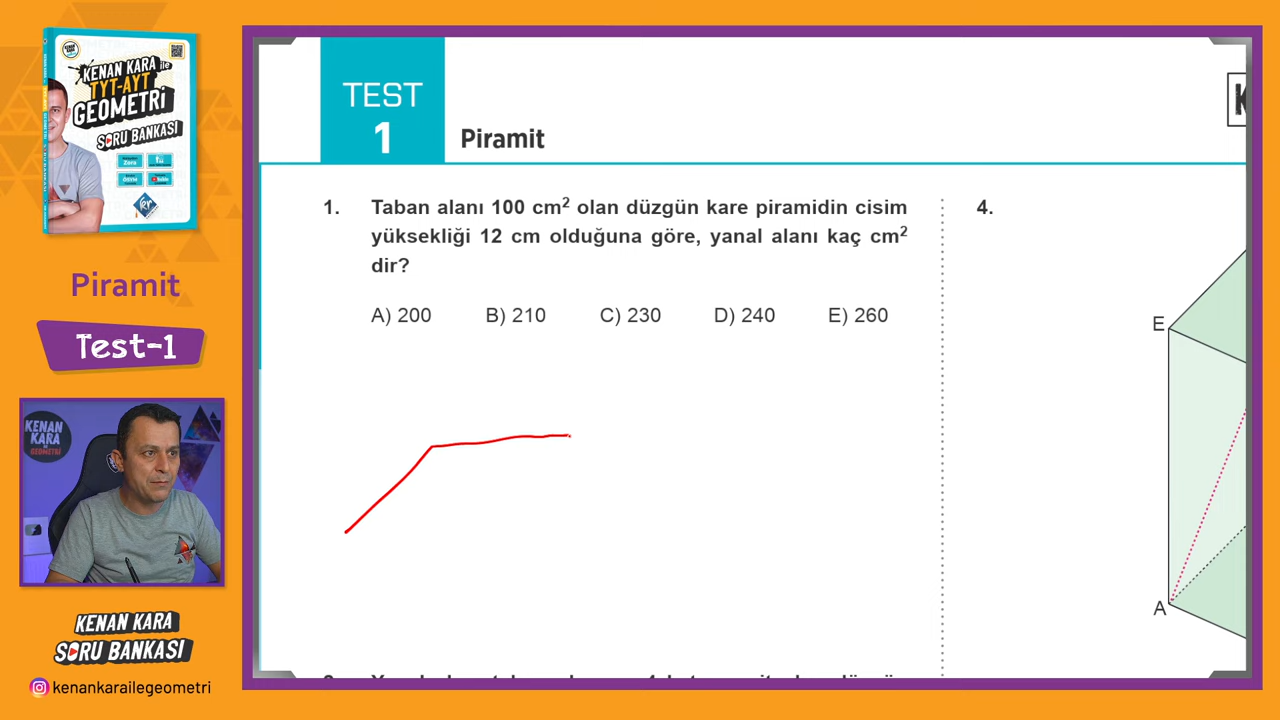 KENAN KARA ile
TYT-AYT
GEOMETRİ
SORU BANKASI
Piramit
Test-1
KENAN
KARA
GEOMETRİ
KENAN KARA
SORU BANKASI
kenankarailegeometri
TEST
1
Piramit
1. Taban alanı 100 cm² olan düzgün kare piramidin cisim
yüksekliği 12 cm olduğuna göre, yanal alanı kaç cm²
dir?
A) 200 B) 210 C) 230 D) 240 E) 260
4.
E
A